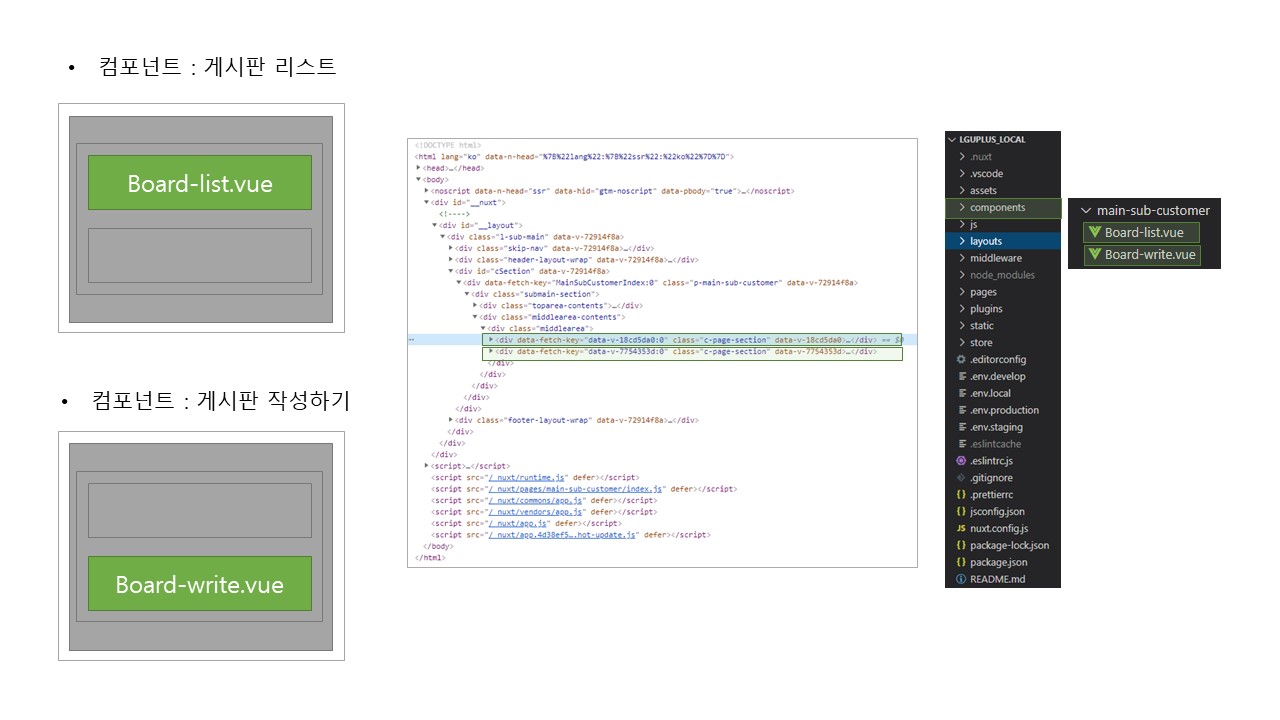 • 컴포넌트 : 게시판 리스트
Board-list.vue
• 컴포넌트 : 게시판 작성하기
Board-write.vue
<!DOCTYPE html>
<html lang="ko" data-n-head="%7B%22lang%22:%7B%22ssr%22:%22ko%22%7D%7D">
<head>…</head>
<body>
<noscript data-n-head="ssr" data-hid="gtm-noscript" data-pbody="true">…</noscript>
<div id="__nuxt">
<!---->
<div id="__layout">
<div class="l-sub-main" data-v-72914f8a>
<div class="skip-nav" data-v-72914f8a>…</div>
<div class="header-layout-wrap" data-v-72914f8a>…</div>
<div id="cSection" data-v-72914f8a>
<div data-fetch-key="MainSubCustomerIndex:0" class="p-main-sub-customer" data-v-72914f8a>
<div class="submain-section">
<div class="toparea-contents">…</div>
<div class="middlearea-contents">
<div class="middlearea">
<div data-fetch-key="data-v-18cd5da0:0" class="c-page-section" data-v-18cd5da0>…</div> == $0
<div data-fetch-key="data-v-7754353d:0" class="c-page-section" data-v-7754353d>…</div>
</div>
</div>
</div>
</div>
</div>
<div class="footer-layout-wrap" data-v-72914f8a>…</div>
</div>
</div>
</div>
<script>…</script>
<script src="/_nuxt/runtime.js" defer></script>
<script src="/_nuxt/pages/main-sub-customer/index.js" defer></script>
<script src="/_nuxt/commons/app.js" defer></script>
<script src="/_nuxt/vendors/app.js" defer></script>
<script src="/_nuxt/app.js" defer></script>
<script src="/_nuxt/app.4d38ef5….hot-update.js" defer></script>
</body>
</html>
LGUPLUS_LOCAL
.nuxt
.vscode
assets
components
js
layouts
middleware
node_modules
pages
plugins
static
store
.editorconfig
.env.develop
.env.local
.env.production
.env.staging
.eslintcache
.eslintrc.js
.gitignore
.prettierrc
jsconfig.json
JS nuxt.config.js
package-lock.json
package.json
README.md
main-sub-customer
Board-list.vue
Board-write.vue